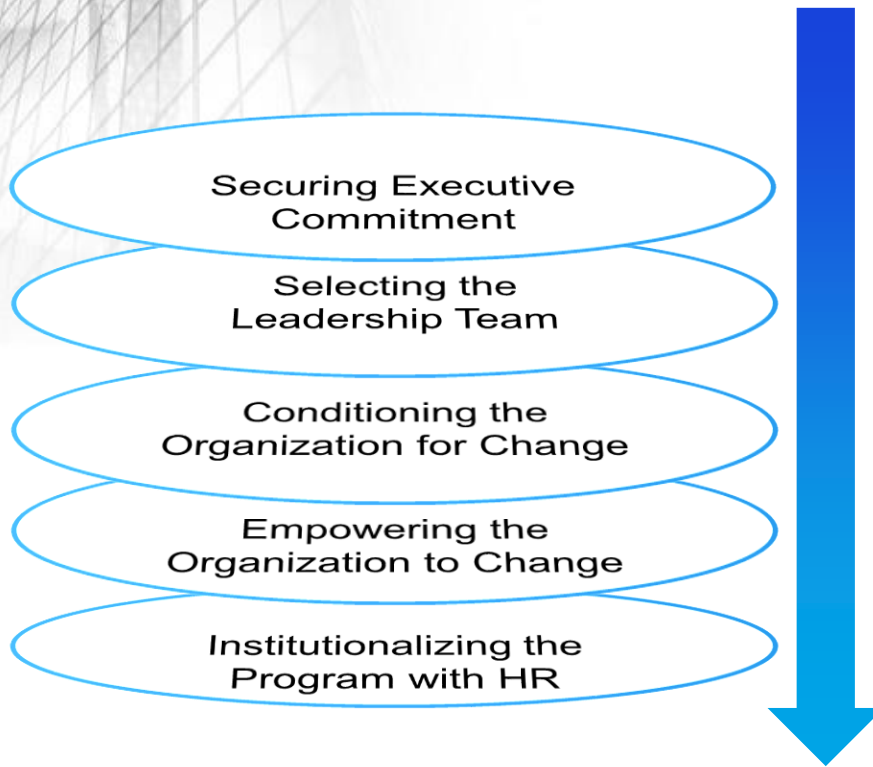 Securing Executive
Commitment
Selecting the
Leadership Team
Conditioning the
Organization for Change
Empowering the
Organization to Change
Institutionalizing the
Program with HR